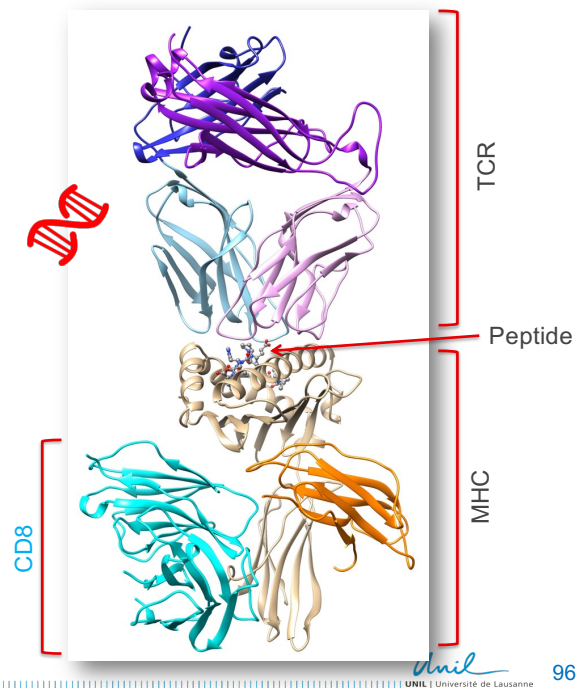 TCR
Peptide
MHC
CD8
Unil
UNIL | Université de Lausanne
96